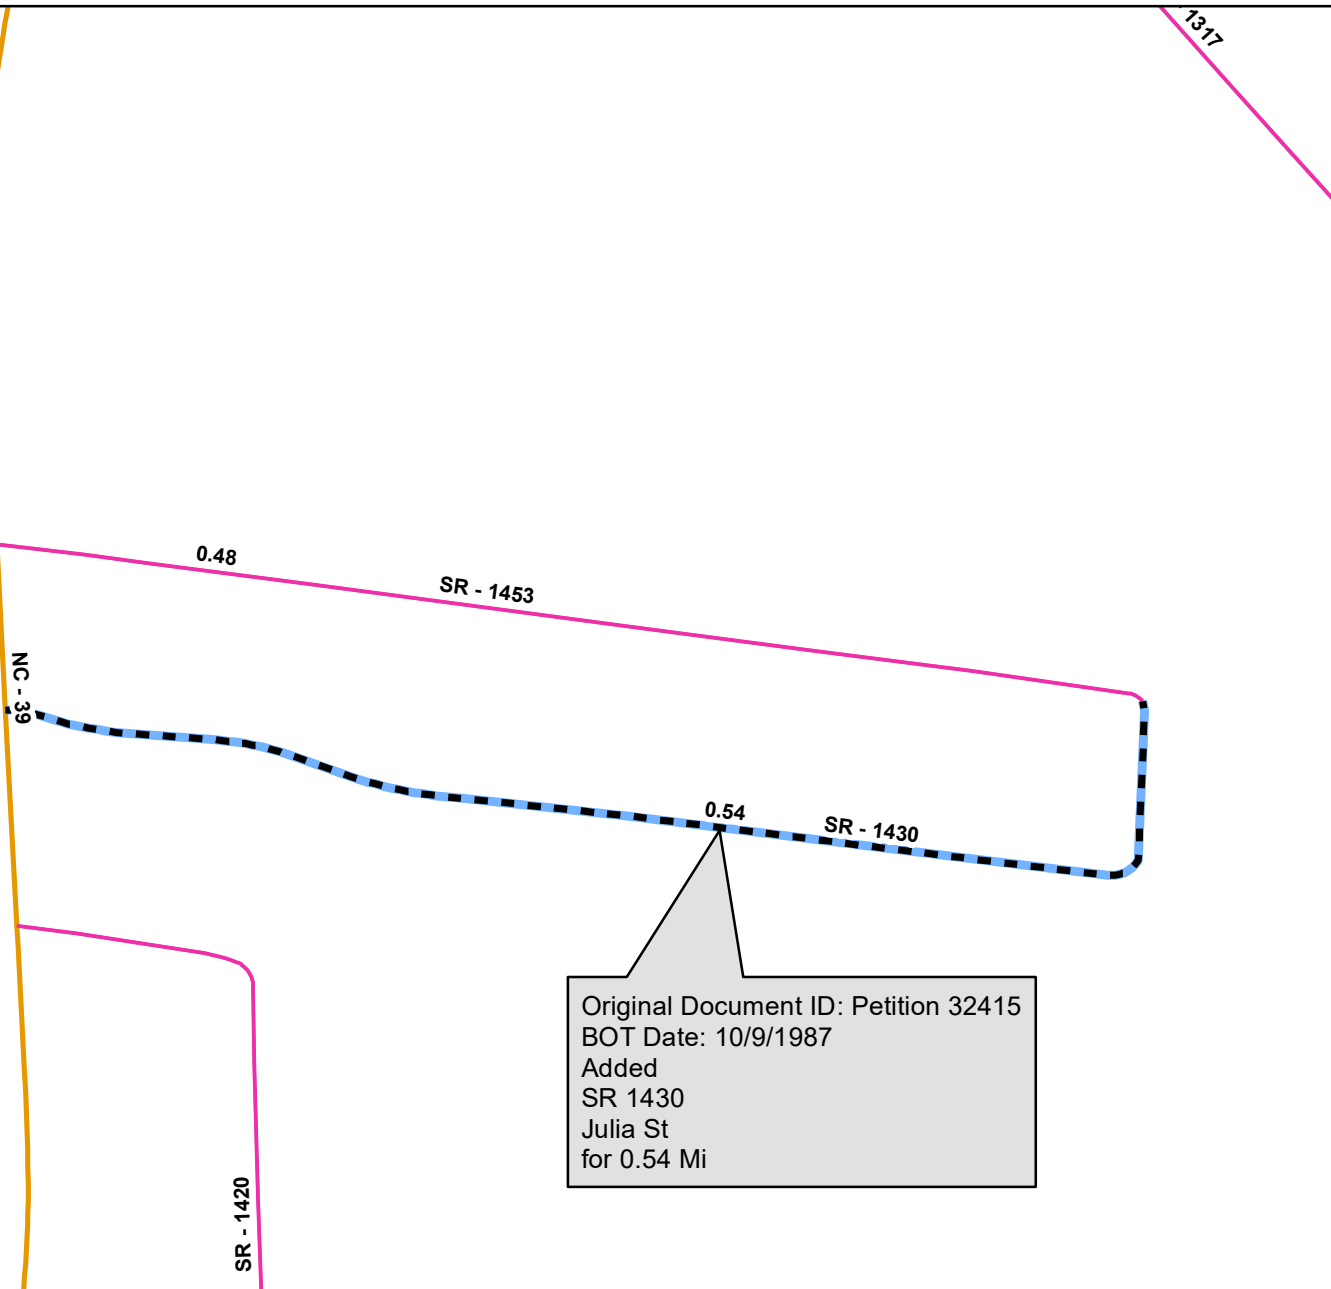 1317
0.48
SR - 1453
NC - 39
0.54
SR - 1430
Original Document ID: Petition 32415
BOT Date: 10/9/1987
Added
SR 1430
Julia St
for 0.54 Mi
SR - 1420